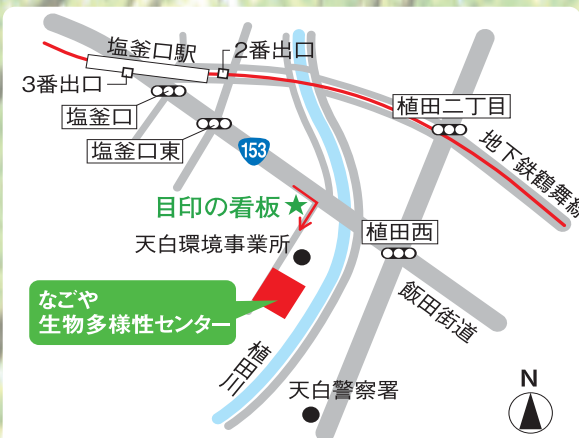 塩釜口駅
2番出口
3番出口
塩釜口
塩釜口東
植田二丁目
地下鉄鶴舞線
153
目印の看板
植田西
天白環境事業所
飯田街道
なごや
生物多様性センター
植田川
天白警察署
N